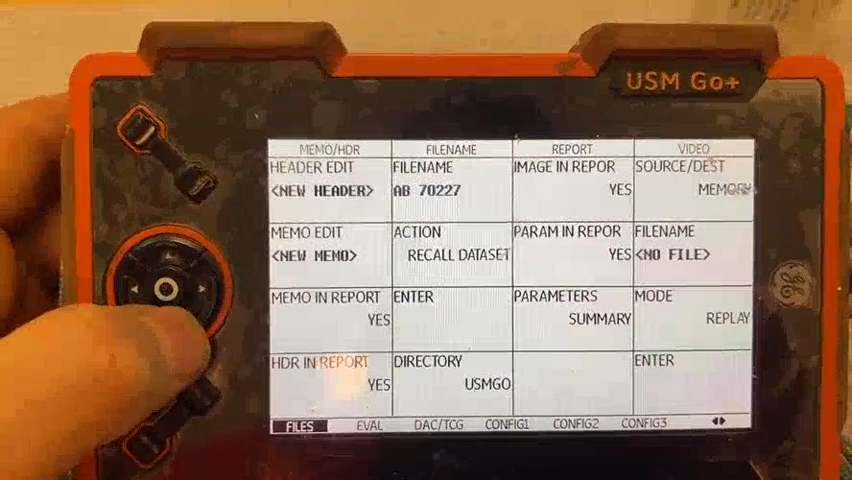 USM Go+
MEMO/HDR FILENAME REPORT VIDEO
HEADER EDIT FILENAME IMAGE IN REPOR SOURCE/DEST
<NEW HEADER> AB 70227 YES MEMORY
MEMO EDIT ACTION PARAM IN REPOR FILENAME
<NEW MEMO> RECALL DATASET YES <NO FILE>
MEMO IN REPORT ENTER PARAMETERS MODE
YES SUMMARY REPLAY
HDR IN REPORT DIRECTORY ENTER
YES USMGO
FILES EVAL DAC/TCG CONFIG1 CONFIG2 CONFIG3